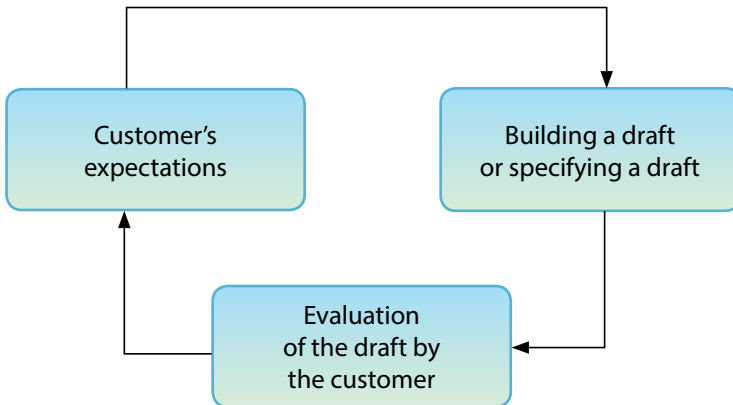 Customer’s
expectations
Building a draft
or specifying a draft
Evaluation
of the draft by
the customer